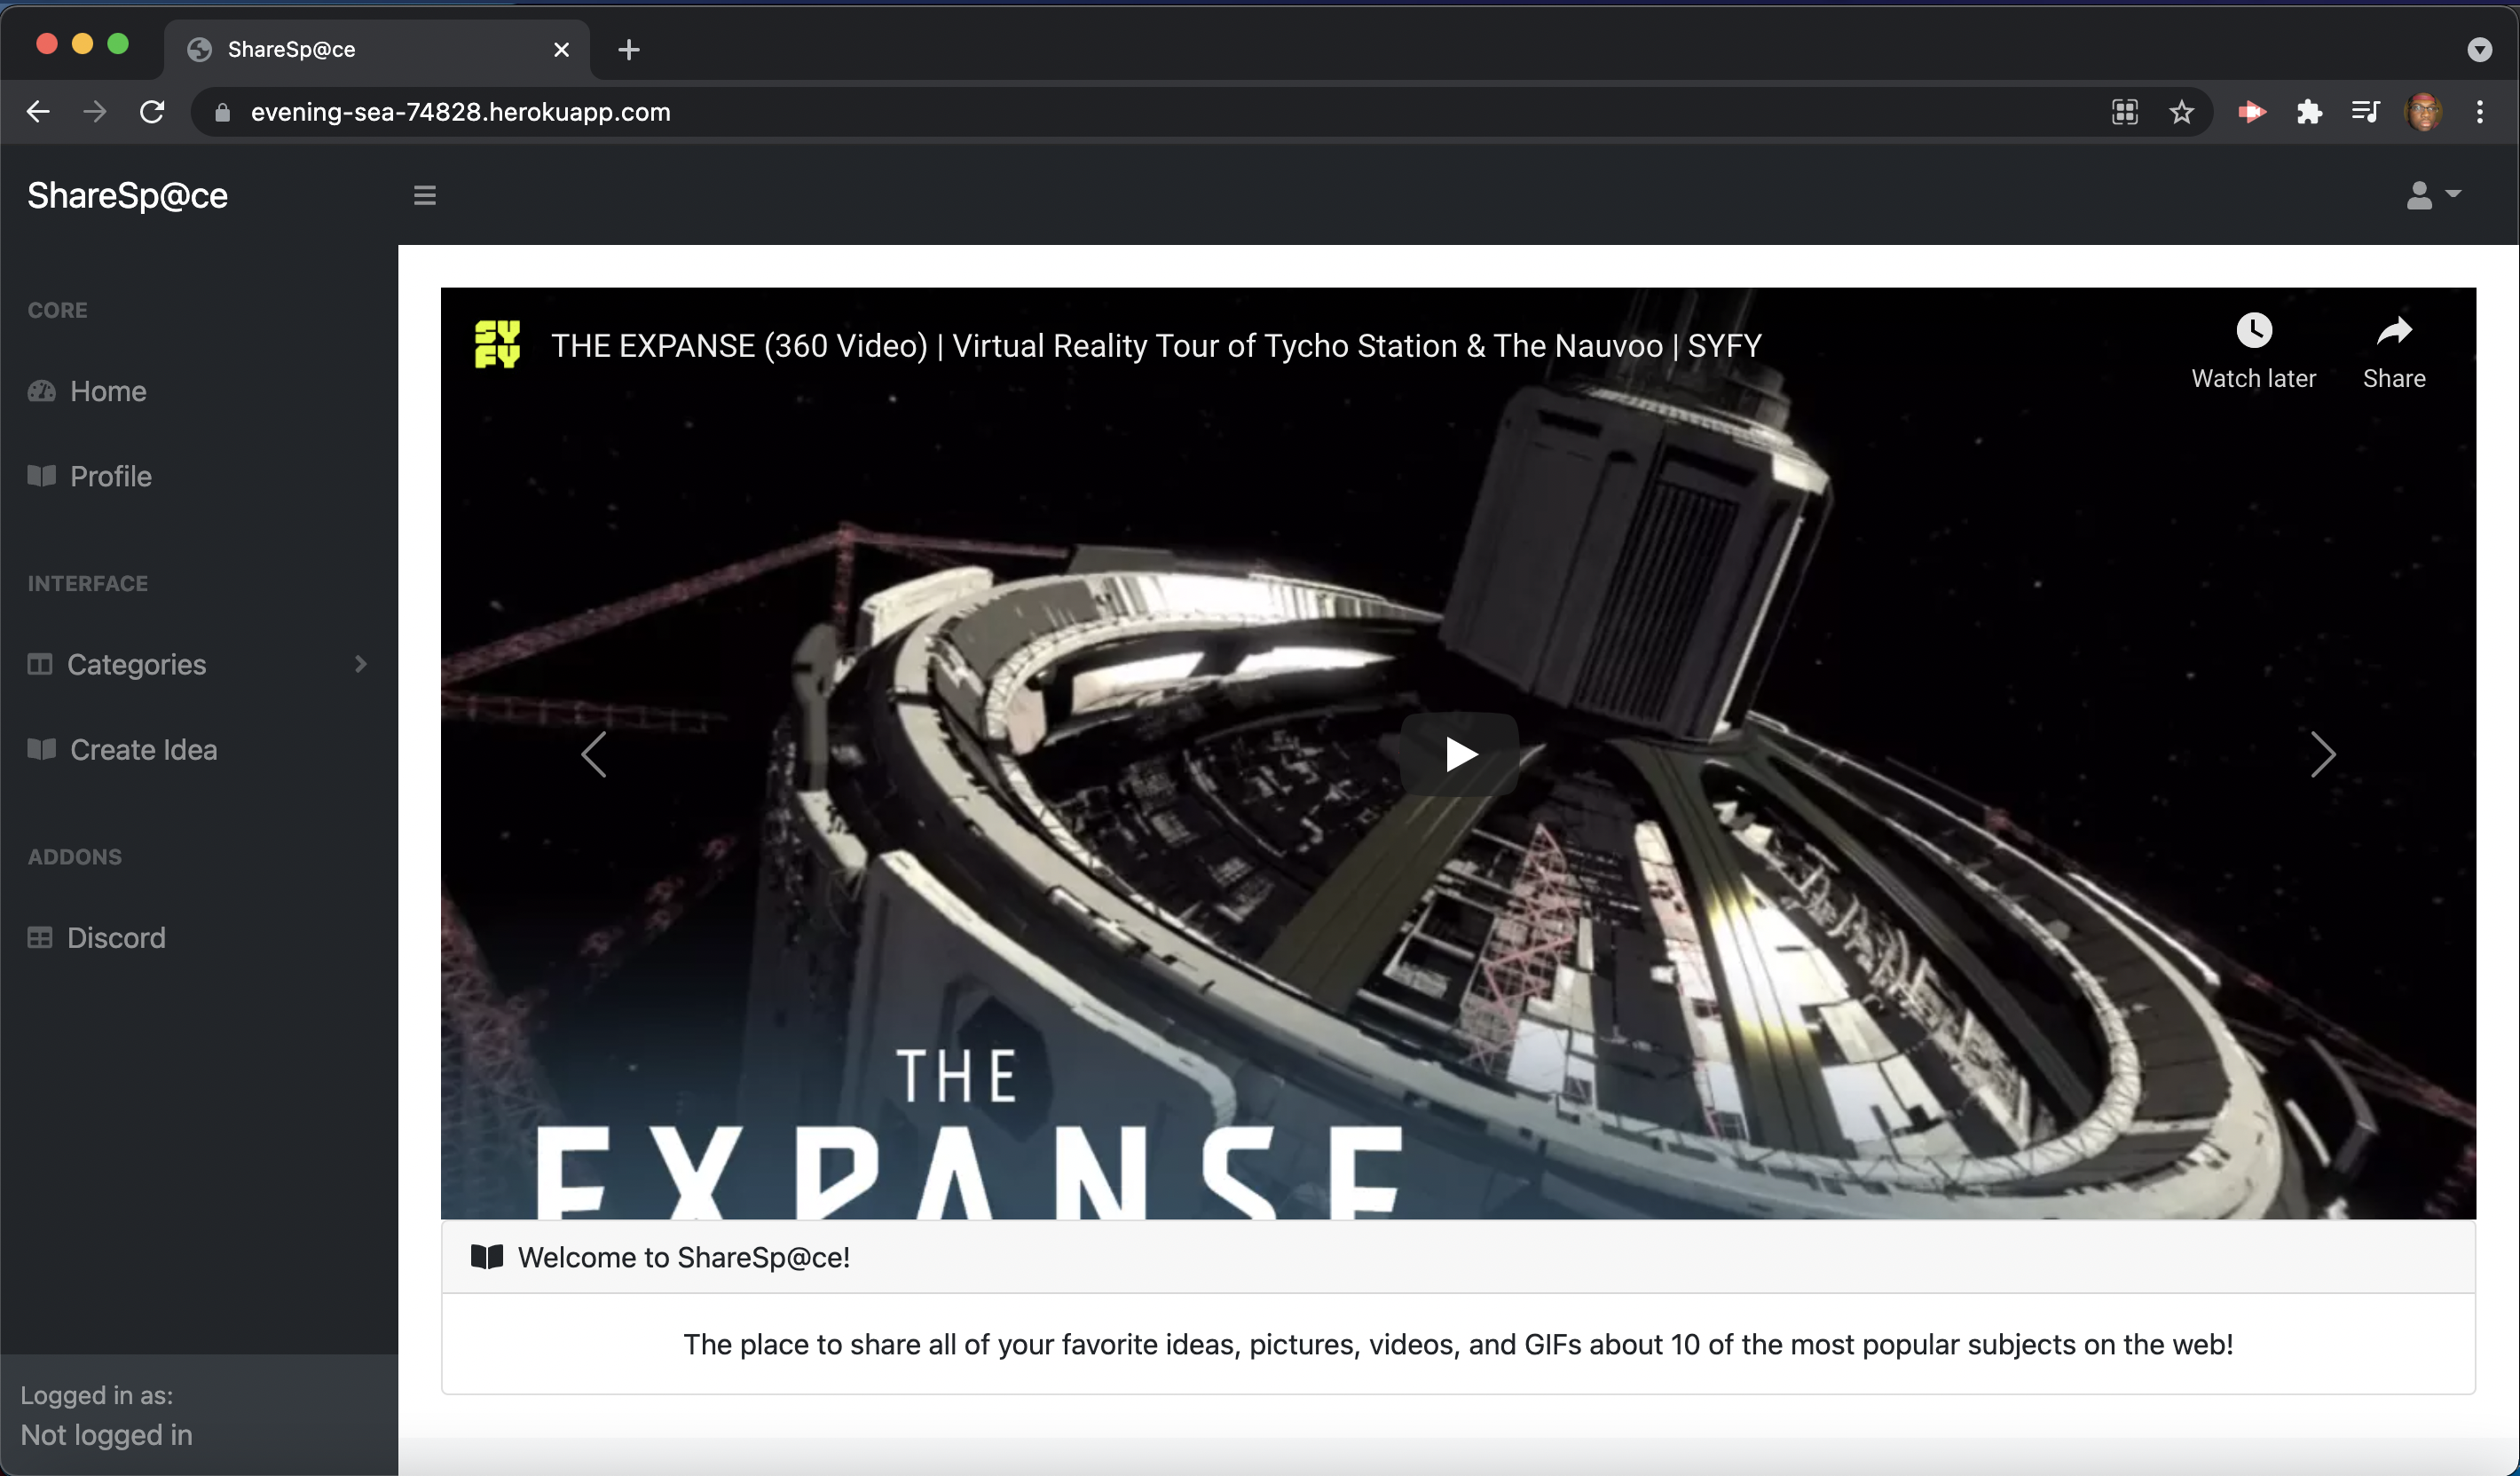 ShareSp@ce
evening-sea-74828.herokuapp.com
ShareSp@ce
CORE
Home
Profile
INTERFACE
Categories
Create Idea
ADDONS
Discord
Logged in as:
Not logged in
SYFY
THE EXPANSE (360 Video) | Virtual Reality Tour of Tycho Station & The Nauvoo | SYFY
Watch later
Share
THE
EXPANSE
Welcome to ShareSp@ce!
The place to share all of your favorite ideas, pictures, videos, and GIFs about 10 of the most popular subjects on the web!